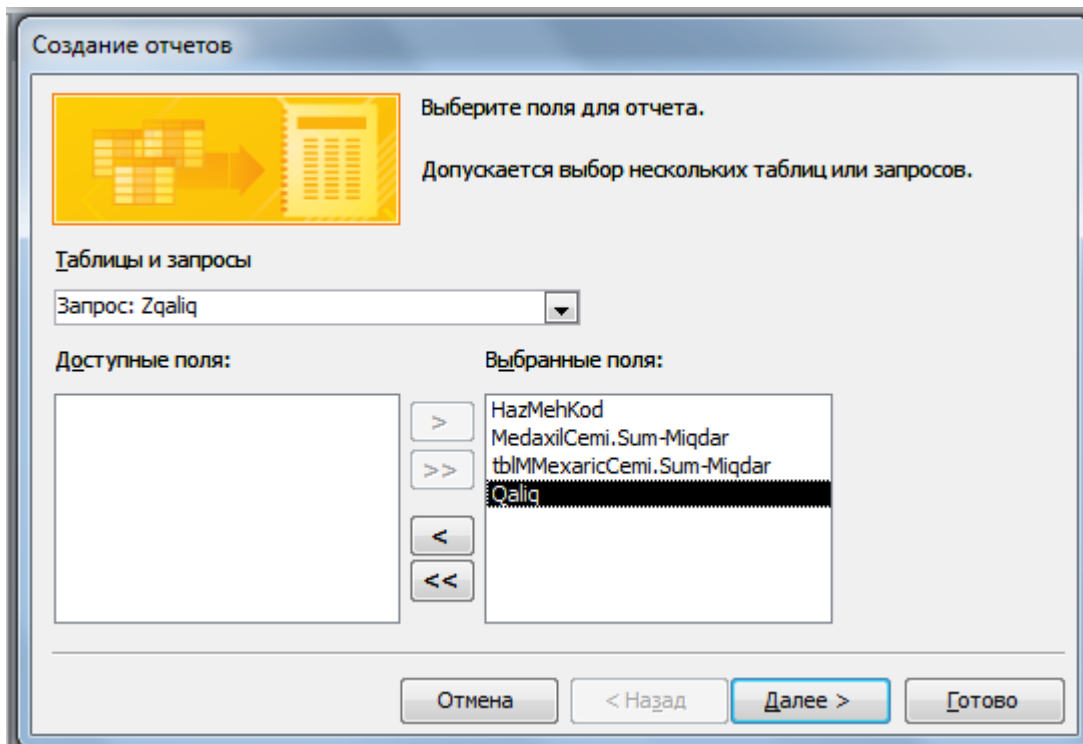 Создание отчетов
Выберите поля для отчета.
Допускается выбор нескольких таблиц или запросов.
Таблицы и запросы
Запрос: Zqaliq
Доступные поля:
Выбранные поля:
>
>>
<
<<
HazMehKod
MedaxilCemi.Sum-Miqdar
tblMMexaricCemi.Sum-Miqdar
Qaliq
Отмена
< Назад
Далее >
Готово